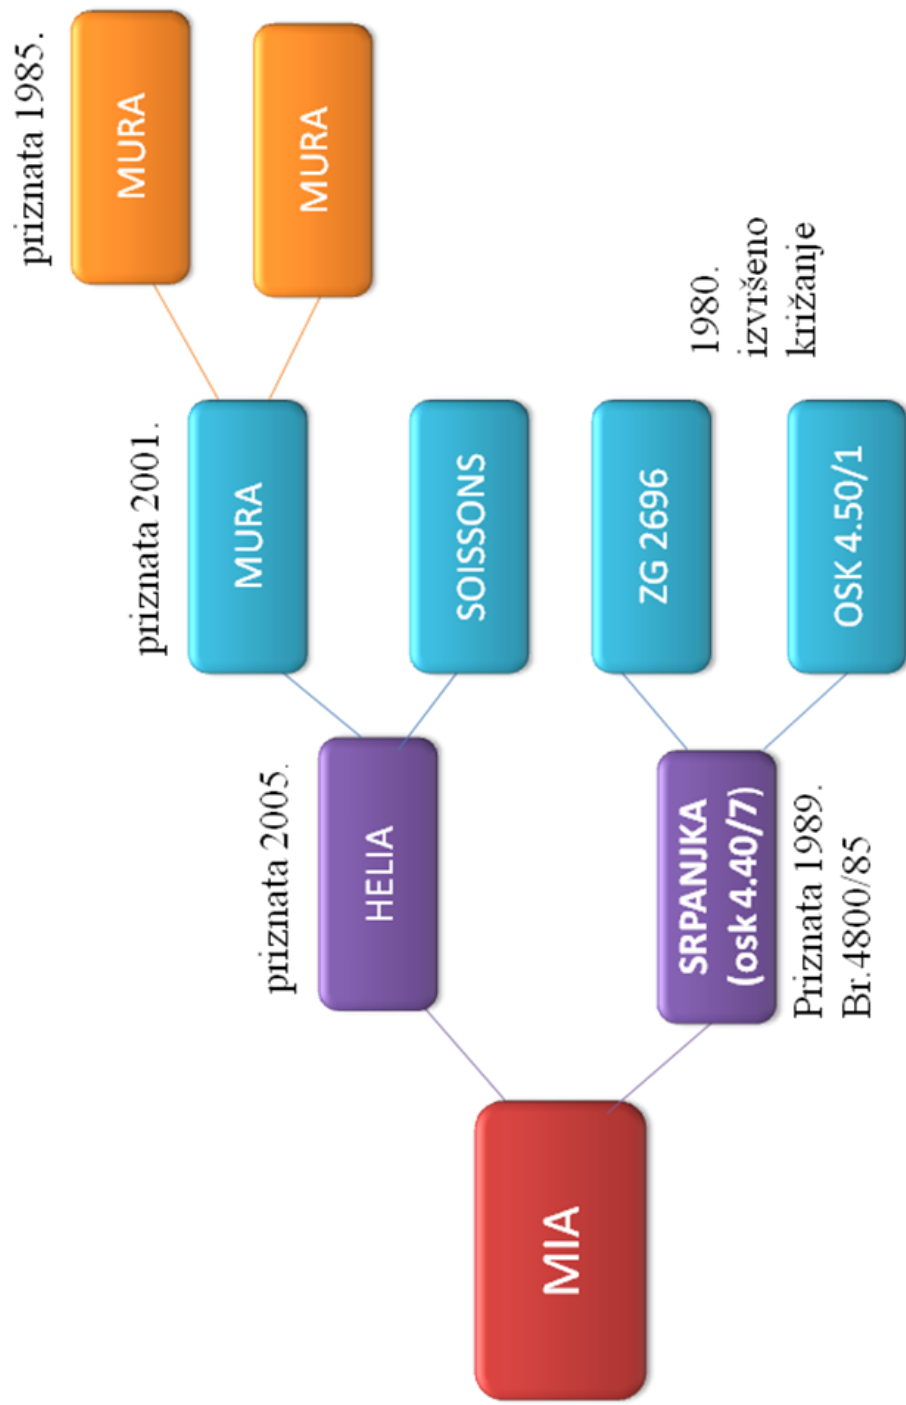 priznata 1985.
MURA
MURA
priznata 2001.
MURA
SOISSONS
ZG 2696
1980.
izvršeno
križanje
OSK 4.50/1
priznata 2005.
HELIA
SRPANJKA
(osk 4.40/7)
Priznata 1989.
Br.4800/85
MIA